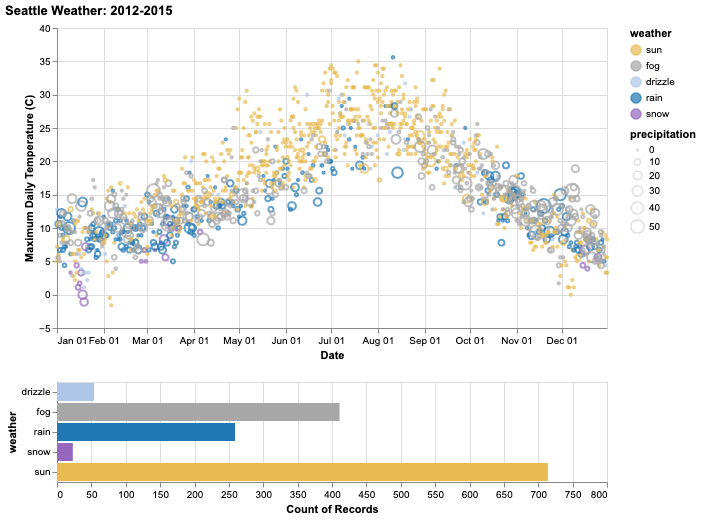 Seattle Weather: 2012-2015
40
35
30
25
20
15
10
5
0
−5
Maximum Daily Temperature (C)
Jan 01 Feb 01 Mar 01 Apr 01 May 01 Jun 01 Jul 01 Aug 01 Sep 01 Oct 01 Nov 01 Dec 01
Date
weather
sun
fog
drizzle
rain
snow
precipitation
0
10
20
30
40
50
weather
drizzle
fog
rain
snow
sun
0 50 100 150 200 250 300 350 400 450 500 550 600 650 700 750 800
Count of Records